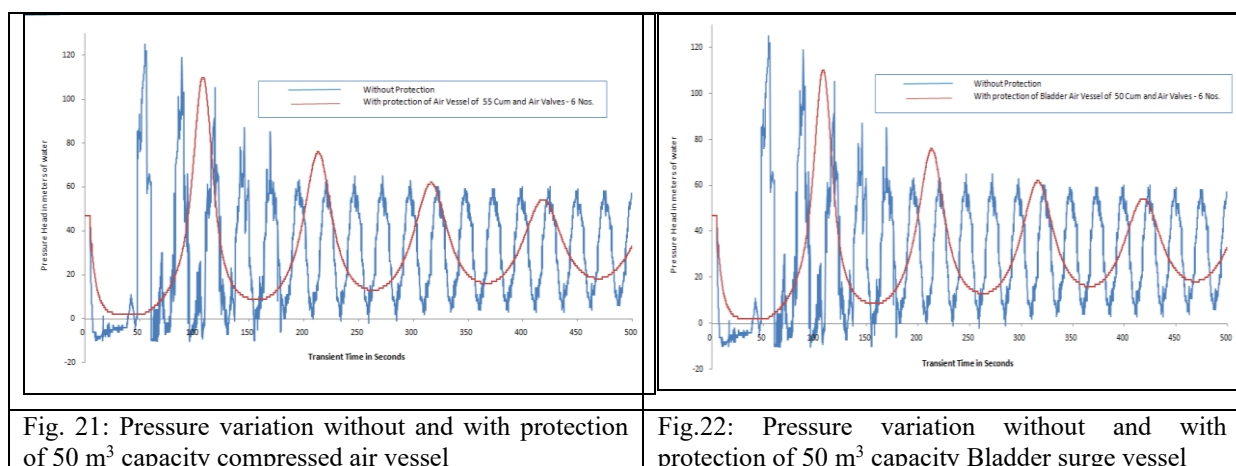 120
100
80
60
40
20
0
-20
Pressure Head in meters of water
Without Protection
With protection of Air Vessel of 55 Cum and Air Valves - 6 Nos.
0 50 100 150 200 250 300 350 400 450 500
Transient Time in Seconds
120
100
80
60
40
20
0
-20
Pressure Head in meters of water
Without Protection
With protection of Bladder Air Vessel of 50 Cum and Air Valves - 6 Nos.
0 50 100 150 200 250 300 350 400 450 500
Transient Time in Seconds
Fig. 21: Pressure variation without and with protection
of 50 m³ capacity compressed air vessel
Fig.22: Pressure variation without and with
protection of 50 m³ capacity Bladder surge vessel